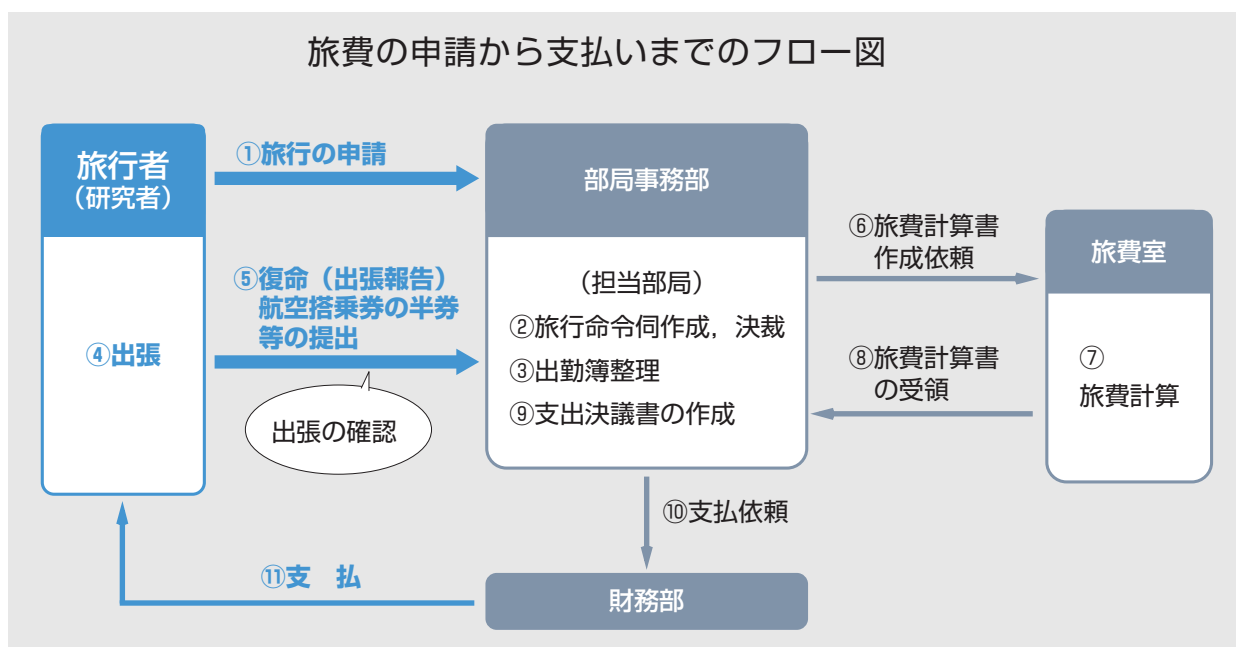 旅費の申請から支払いまでのフロー図
旅行者
（研究者）
④出張
①旅行の申請
⑤復命（出張報告）
航空搭乗券の半券
等の提出
出張の確認
部局事務部
（担当部局）
②旅行命令伺作成，決裁
③出勤簿整理
⑨支出決議書の作成
⑥旅費計算書
作成依頼
⑧旅費計算書
の受領
旅費室
⑦
旅費計算
⑩支払依頼
⑪支　払
財務部